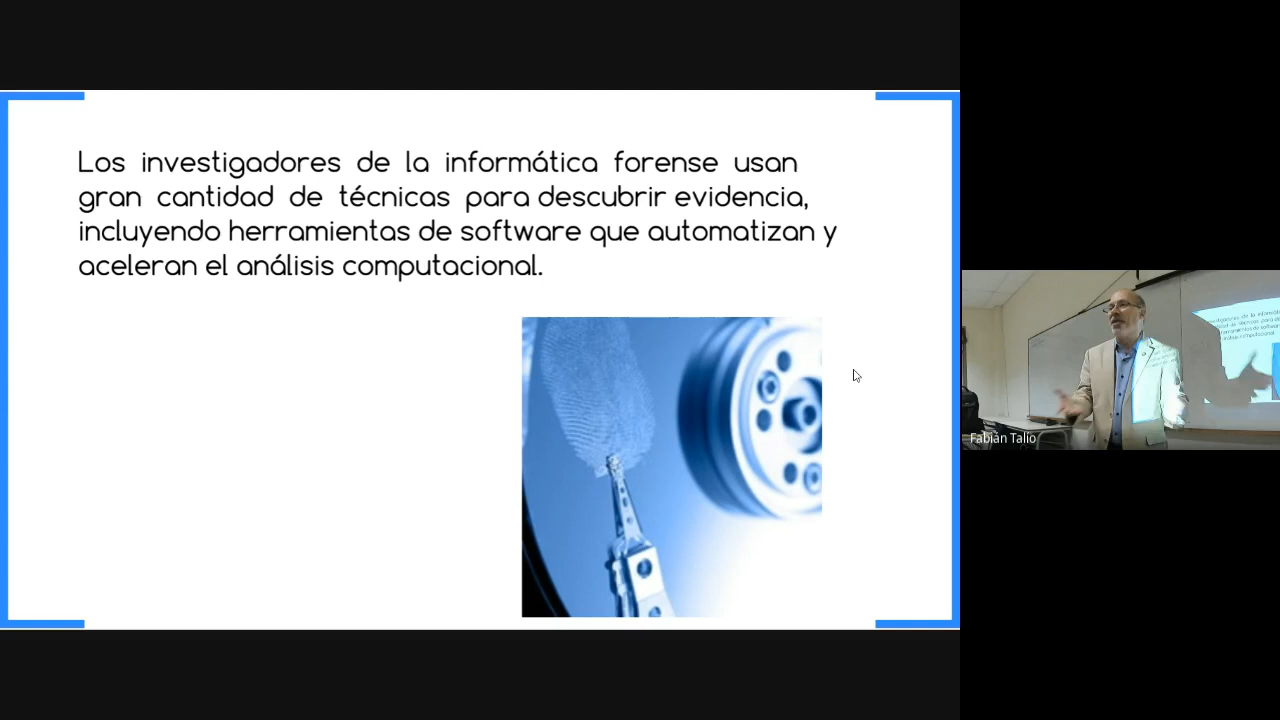 Los investigadores de la informática forense usan
gran cantidad de técnicas para descubrir evidencia,
incluyendo herramientas de software que automatizan y
aceleran el análisis computacional.
Fabián Talio